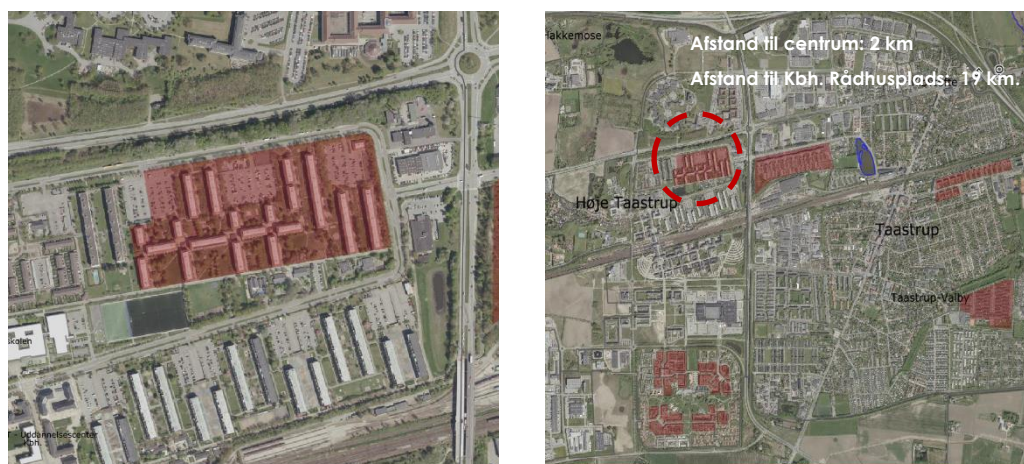 skolen
r - Uddannelsescenter
Kbh.
Hakkemose
Afstand til centrum: 2 km
Afstand til Kbh. Rådhusplads: 19 km.
Høje Taastrup
Taastrup
Taastrup-Valby